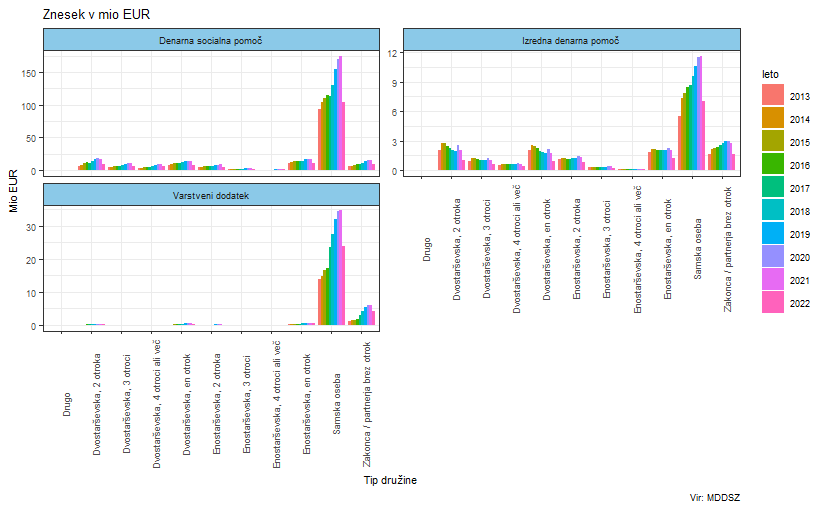 Znesek v mio EUR
Denarna socialna pomoč
150
100
50
0
Izredna denarna pomoč
12
9
6
3
0
Varstveni dodatek
30
20
10
0
Mio EUR
Drugo
Dvostarševska, 2 otroka
Dvostarševska, 3 otroci
Dvostarševska, 4 otroci ali več
Dvostarševska, en otrok
Enostarševska, 2 otroka
Enostarševska, 3 otroci
Enostarševska, 4 otroci ali več
Enostarševska, en otrok
Samska oseba
Zakonca / partnerja brez otrok
Drugo
Dvostarševska, 2 otroka
Dvostarševska, 3 otroci
Dvostarševska, 4 otroci ali več
Dvostarševska, en otrok
Enostarševska, 2 otroka
Enostarševska, 3 otroci
Enostarševska, 4 otroci ali več
Enostarševska, en otrok
Samska oseba
Zakonca / partnerja brez otrok
Tip družine
leto
2013
2014
2015
2016
2017
2018
2019
2020
2021
2022
Vir: MDDSZ